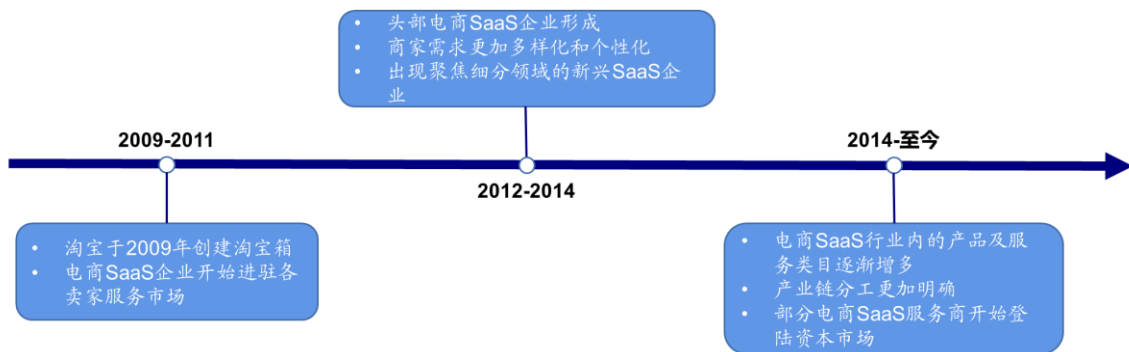 头部电商SaaS企业形成
商家需求更加多样化和个性化
出现聚焦细分领域的新兴SaaS企
业
2009-2011
2014-至今
2012-2014
淘宝于2009年创建淘宝箱
电商SaaS企业开始进驻各
卖家服务市场
电商SaaS行业内的产品及服
务类目逐渐增多
产业链分工更加明确
部分电商SaaS服务商开始登
陆资本市场